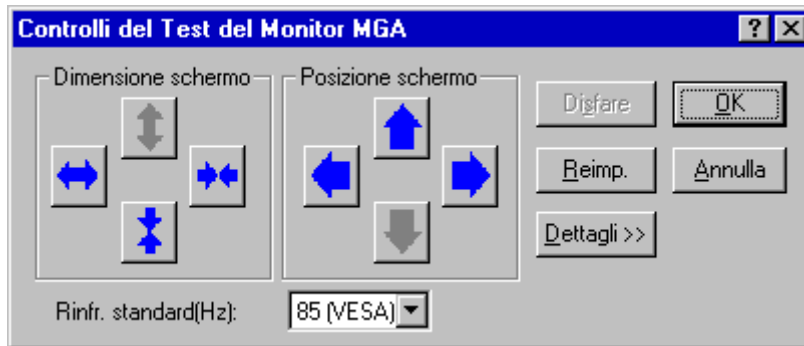 Controlli del Test del Monitor MGA
Dimensione schermo
Posizione schermo
Disfare
OK
Reimp.
Annulla
Dettagli >>
Rinfr. standard(Hz):
85 (VESA)